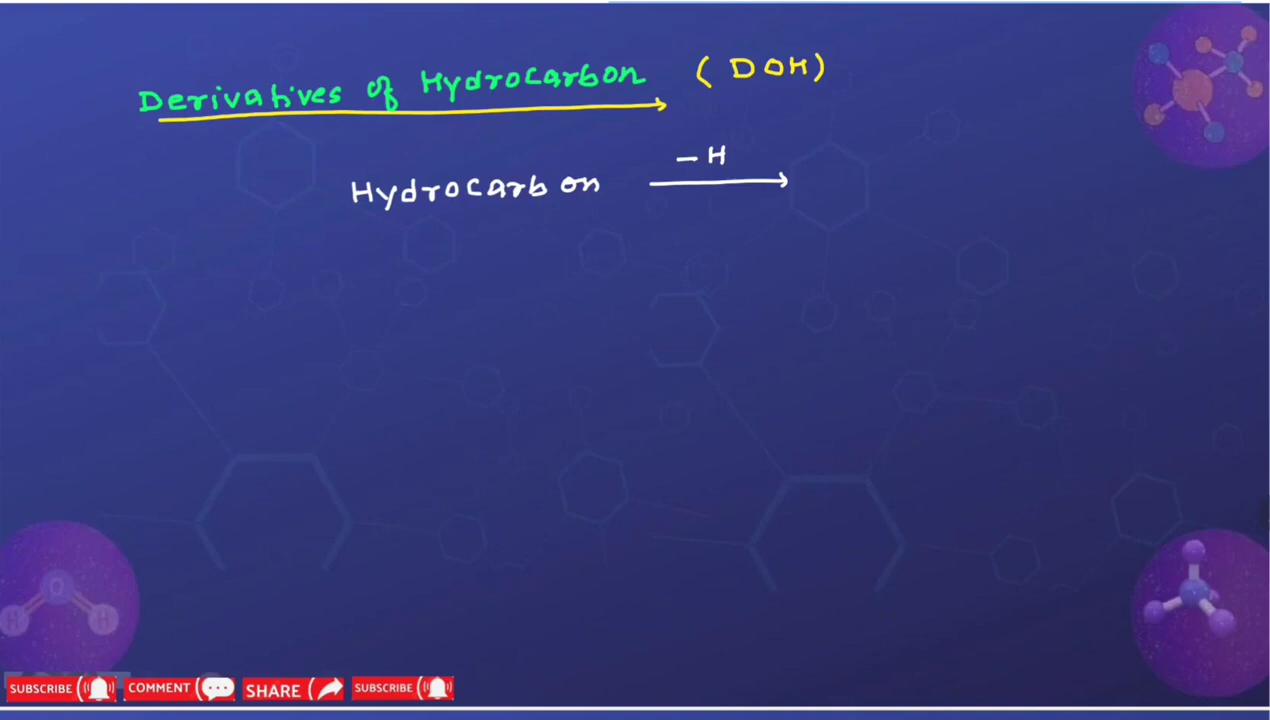 Derivatives of Hydrocarbon (DOH)
- H
Hydrocarbon
O
H H
SUBSCRIBE COMMENT SHARE SUBSCRIBE